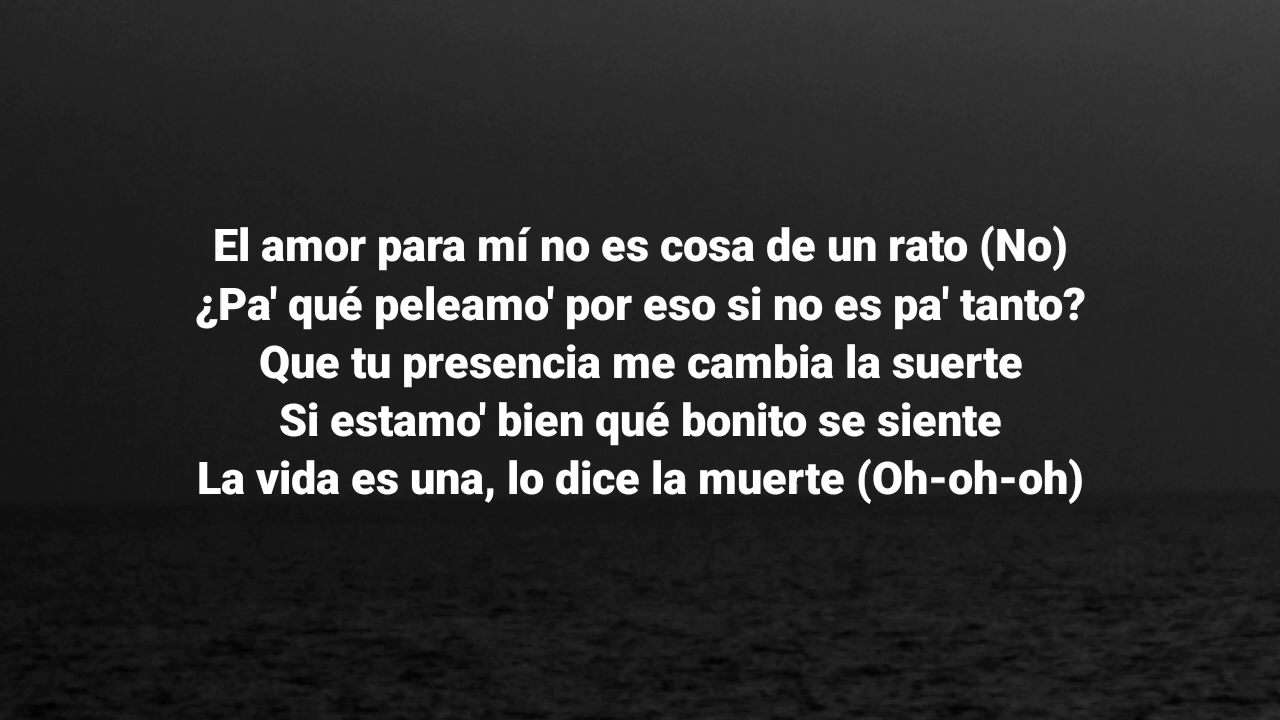 El amor para mí no es cosa de un rato (No)
¿Pa' qué peleamo' por eso si no es pa' tanto?
Que tu presencia me cambia la suerte
Si estamo' bien qué bonito se siente
La vida es una, lo dice la muerte (Oh-oh-oh)